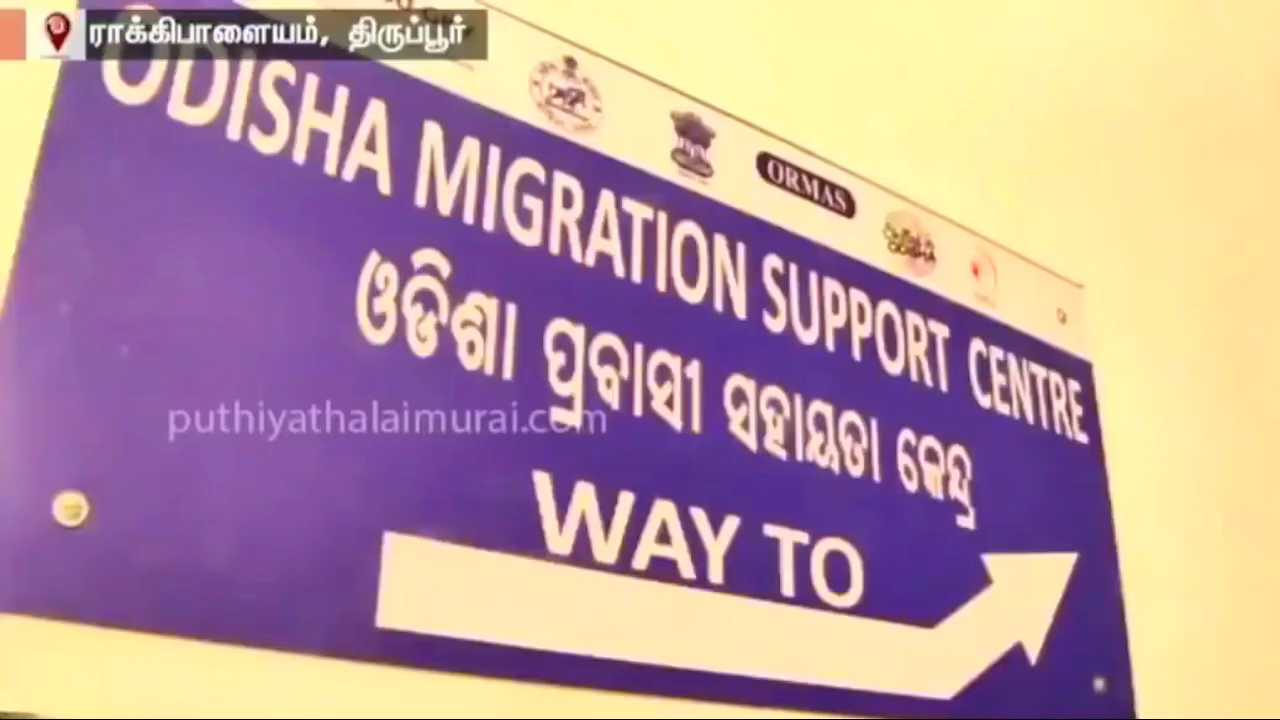 ராக்கிபாளையம், திருப்பூர்
ORMAS
ODISHA MIGRATION SUPPORT CENTRE
ଓଡିଶା ପ୍ରବାସୀ ସହାୟତା କେନ୍ଦ୍ର
puthiyathalaimurai.com
WAY TO